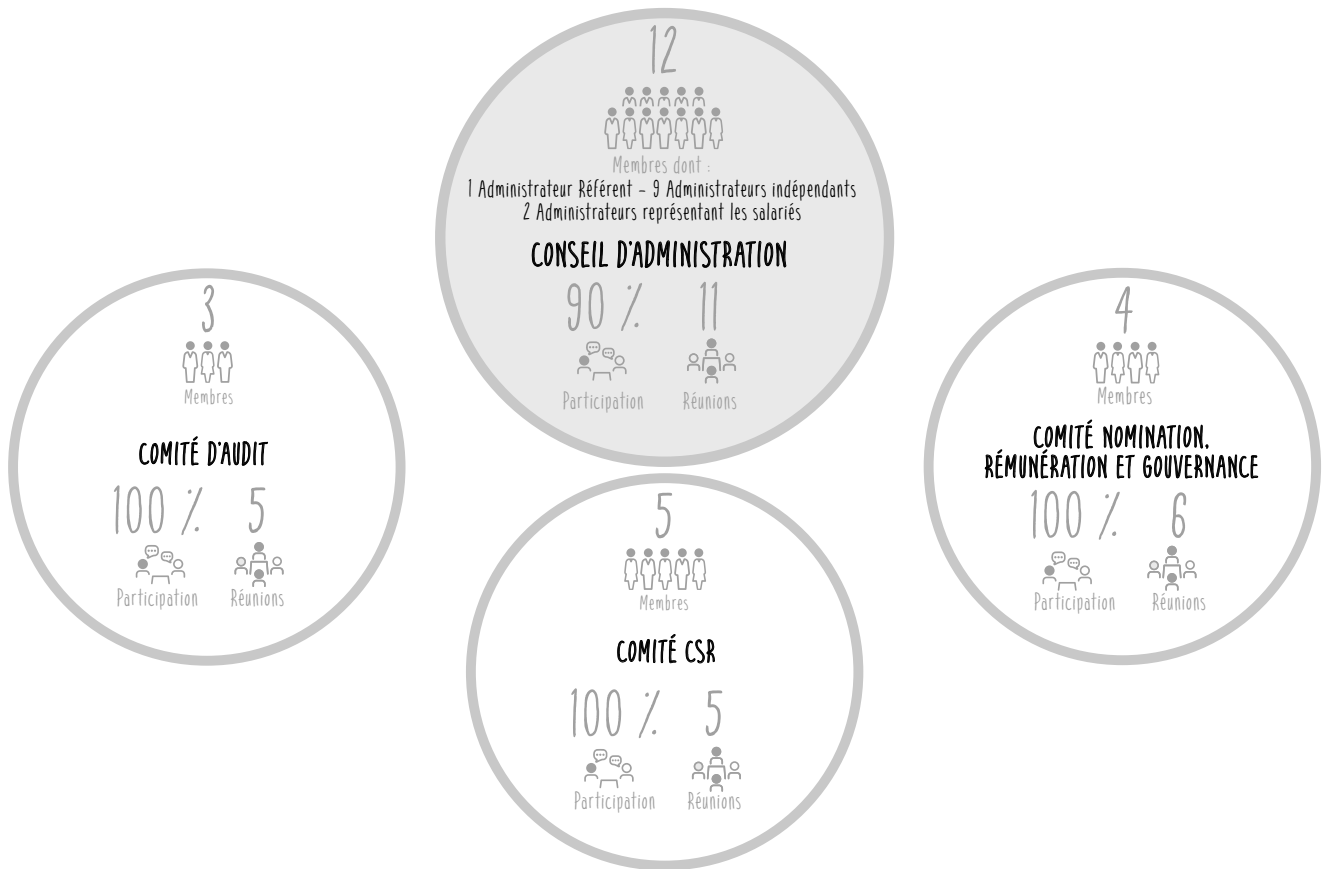 12
Membres dont :
1 Administrateur Référent – 9 Administrateurs indépendants
2 Administrateurs représentant les salariés
CONSEIL D'ADMINISTRATION
90 % 11
Participation Réunions
3
Membres
COMITÉ D'AUDIT
100 % 5
Participation Réunions
5
Membres
COMITÉ CSR
100 % 5
Participation Réunions
4
Membres
COMITÉ NOMINATION,
RÉMUNÉRATION ET GOUVERNANCE
100 % 6
Participation Réunions